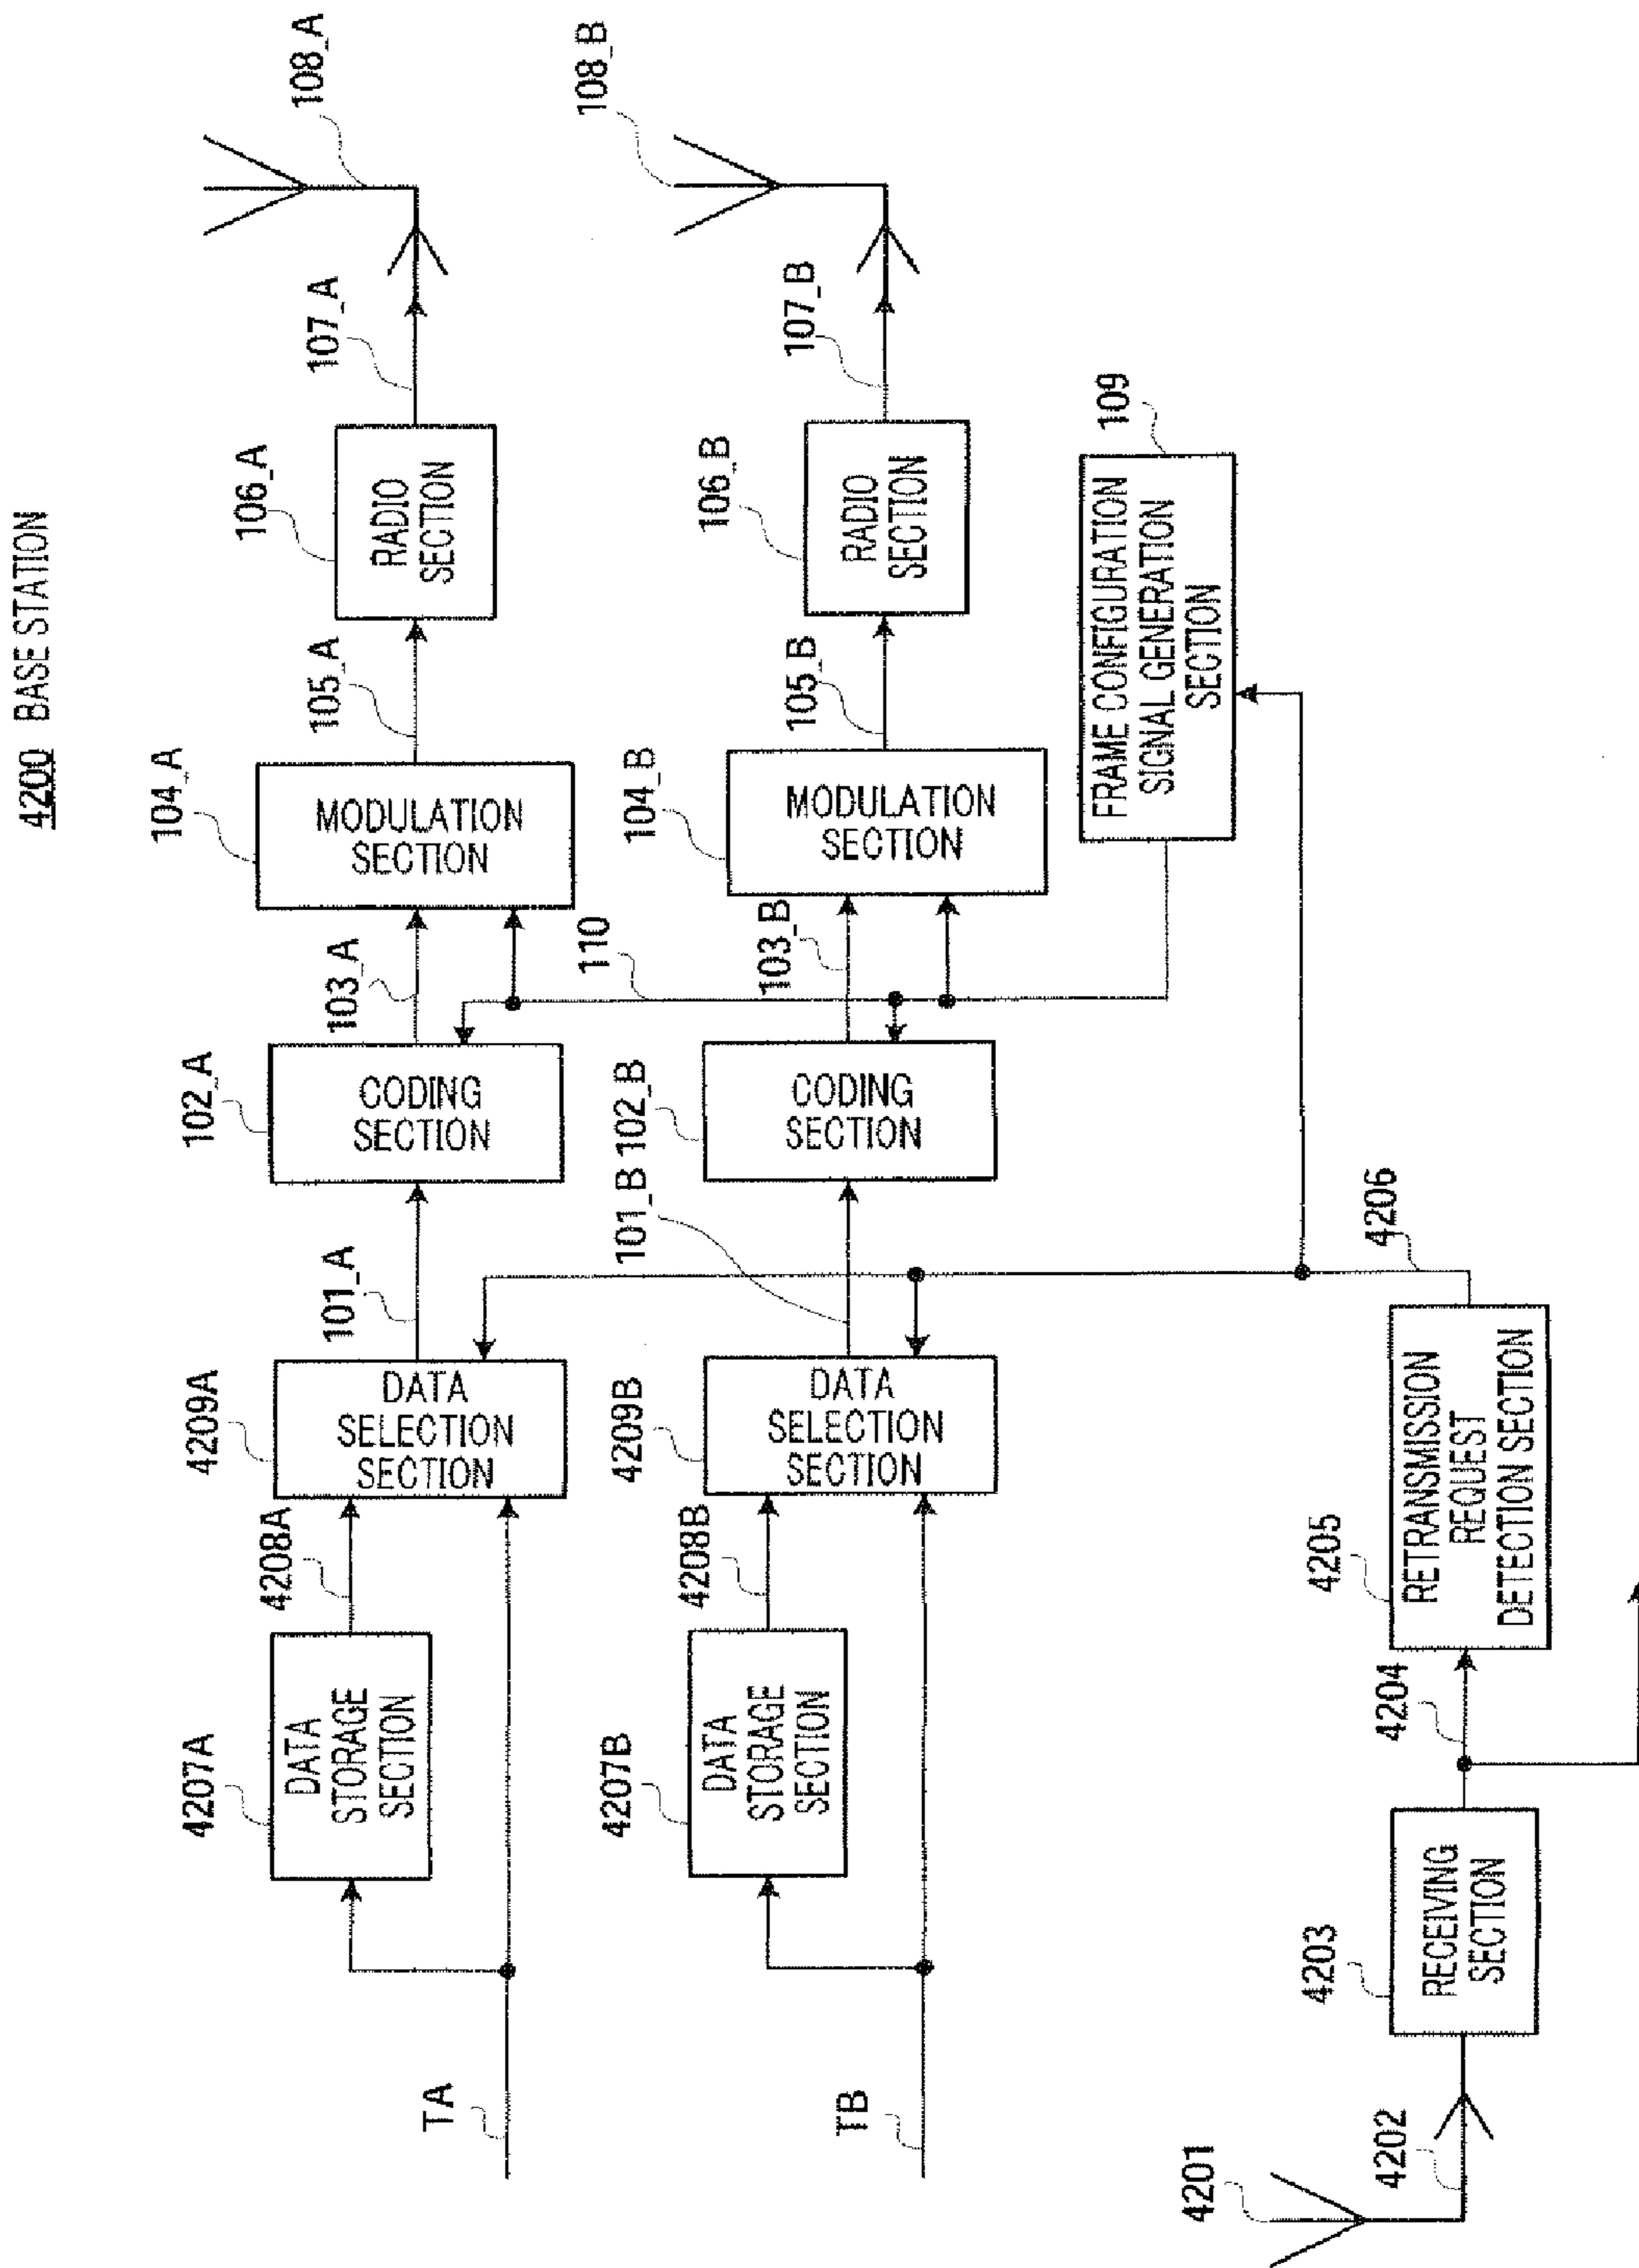 4200 BASE STATION
TA
4207A
DATA
STORAGE
SECTION
4208A
4209A
DATA
SELECTION
SECTION
101_A
102_A
CODING
SECTION
103_A
104_A
MODULATION
SECTION
105_A
106_A
RADIO
SECTION
107_A
108_A
TB
4207B
DATA
STORAGE
SECTION
4208B
4209B
DATA
SELECTION
SECTION
101_B
102_B
CODING
SECTION
103_B
110
104_B
MODULATION
SECTION
105_B
106_B
RADIO
SECTION
107_B
108_B
109
FRAME CONFIGURATION
SIGNAL GENERATION
SECTION
4201
4202
4203
RECEIVING
SECTION
4204
4205
RETRANSMISSION
REQUEST
DETECTION SECTION
4206